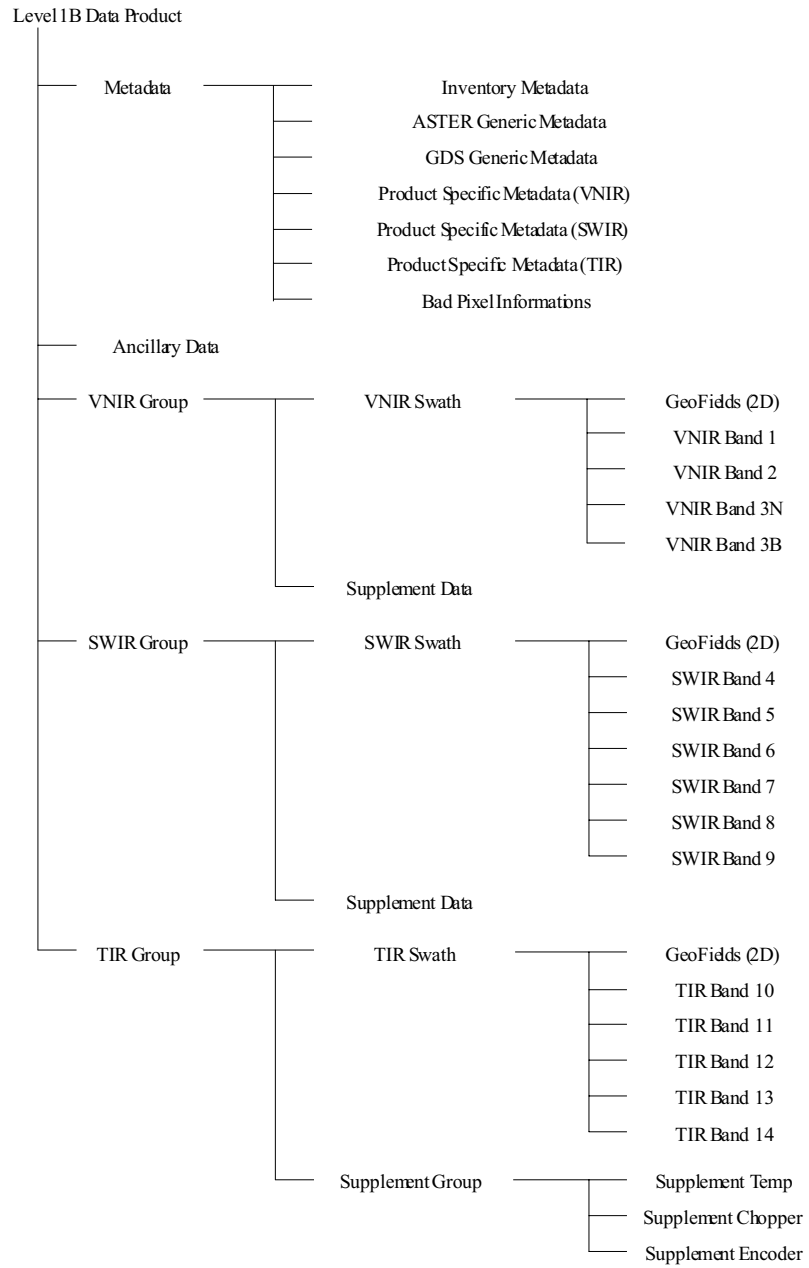 Level 1B Data Product
Metadata
Inventory Metadata
ASTER Generic Metadata
GDS Generic Metadata
Product Specific Metadata (VNIR)
Product Specific Metadata (SWIR)
Product Specific Metadata (TIR)
Bad Pixel Informations
Ancillary Data
VNIR Group
VNIR Swath
GeoFields (2D)
VNIR Band 1
VNIR Band 2
VNIR Band 3N
VNIR Band 3B
Supplement Data
SWIR Group
SWIR Swath
GeoFields (2D)
SWIR Band 4
SWIR Band 5
SWIR Band 6
SWIR Band 7
SWIR Band 8
SWIR Band 9
Supplement Data
TIR Group
TIR Swath
GeoFields (2D)
TIR Band 10
TIR Band 11
TIR Band 12
TIR Band 13
TIR Band 14
Supplement Group
Supplement Temp
Supplement Chopper
Supplement Encoder